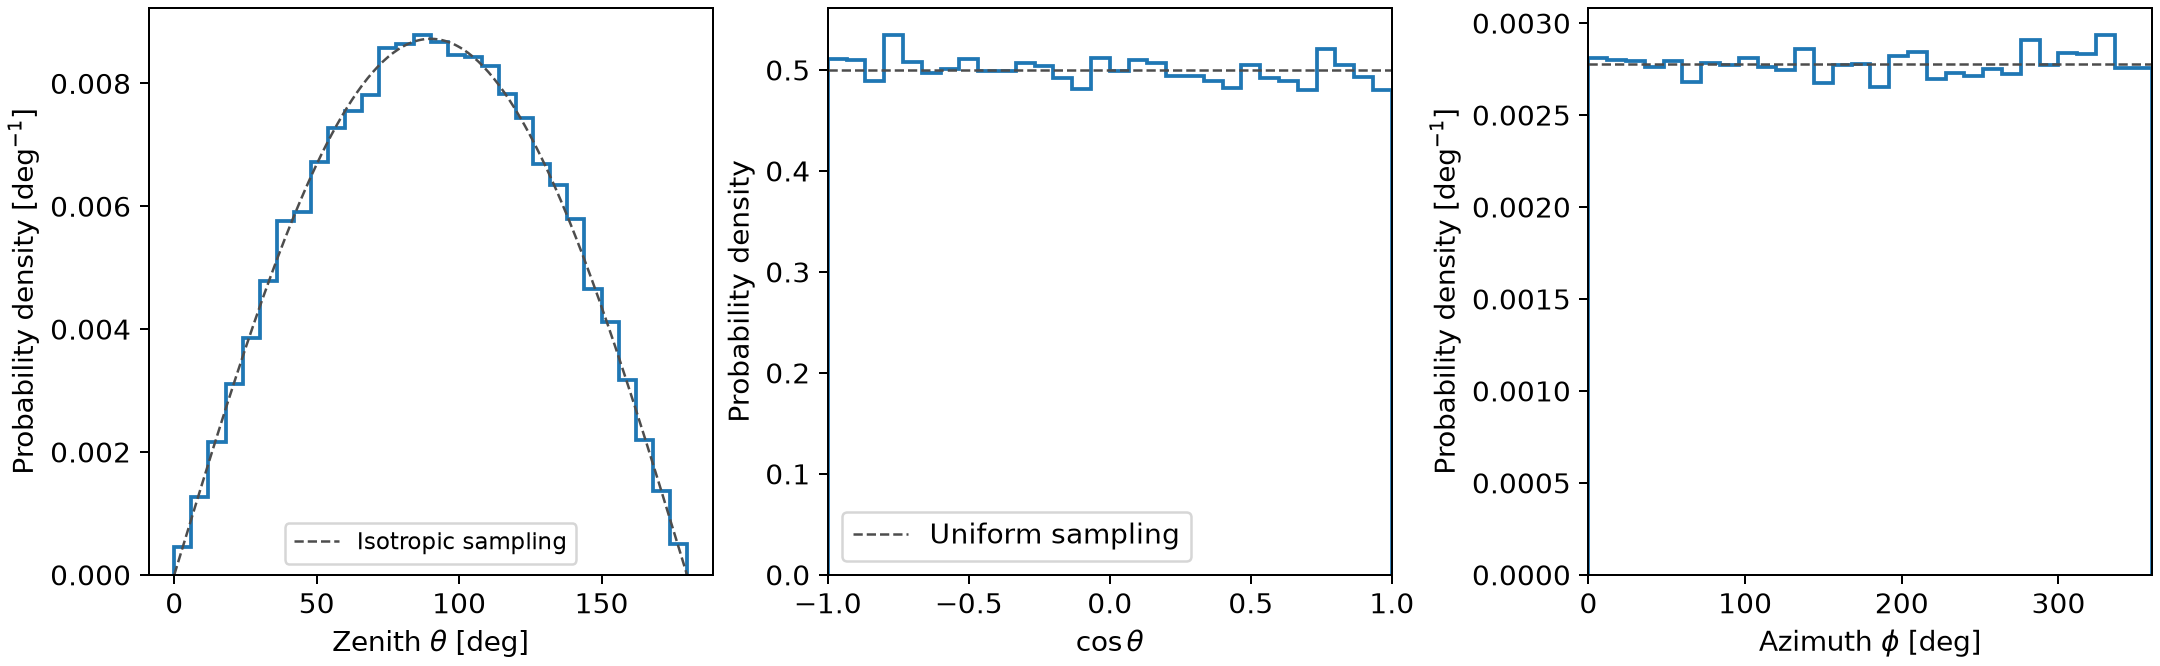 Probability density [deg⁻¹]
0.008
0.006
0.004
0.002
0.000
0 50 100 150
Zenith θ [deg]
Isotropic sampling
Probability density
0.5
0.4
0.3
0.2
0.1
0.0
−1.0 −0.5 0.0 0.5 1.0
cos θ
Uniform sampling
Probability density [deg⁻¹]
0.0030
0.0025
0.0020
0.0015
0.0010
0.0005
0.0000
0 100 200 300
Azimuth ϕ [deg]